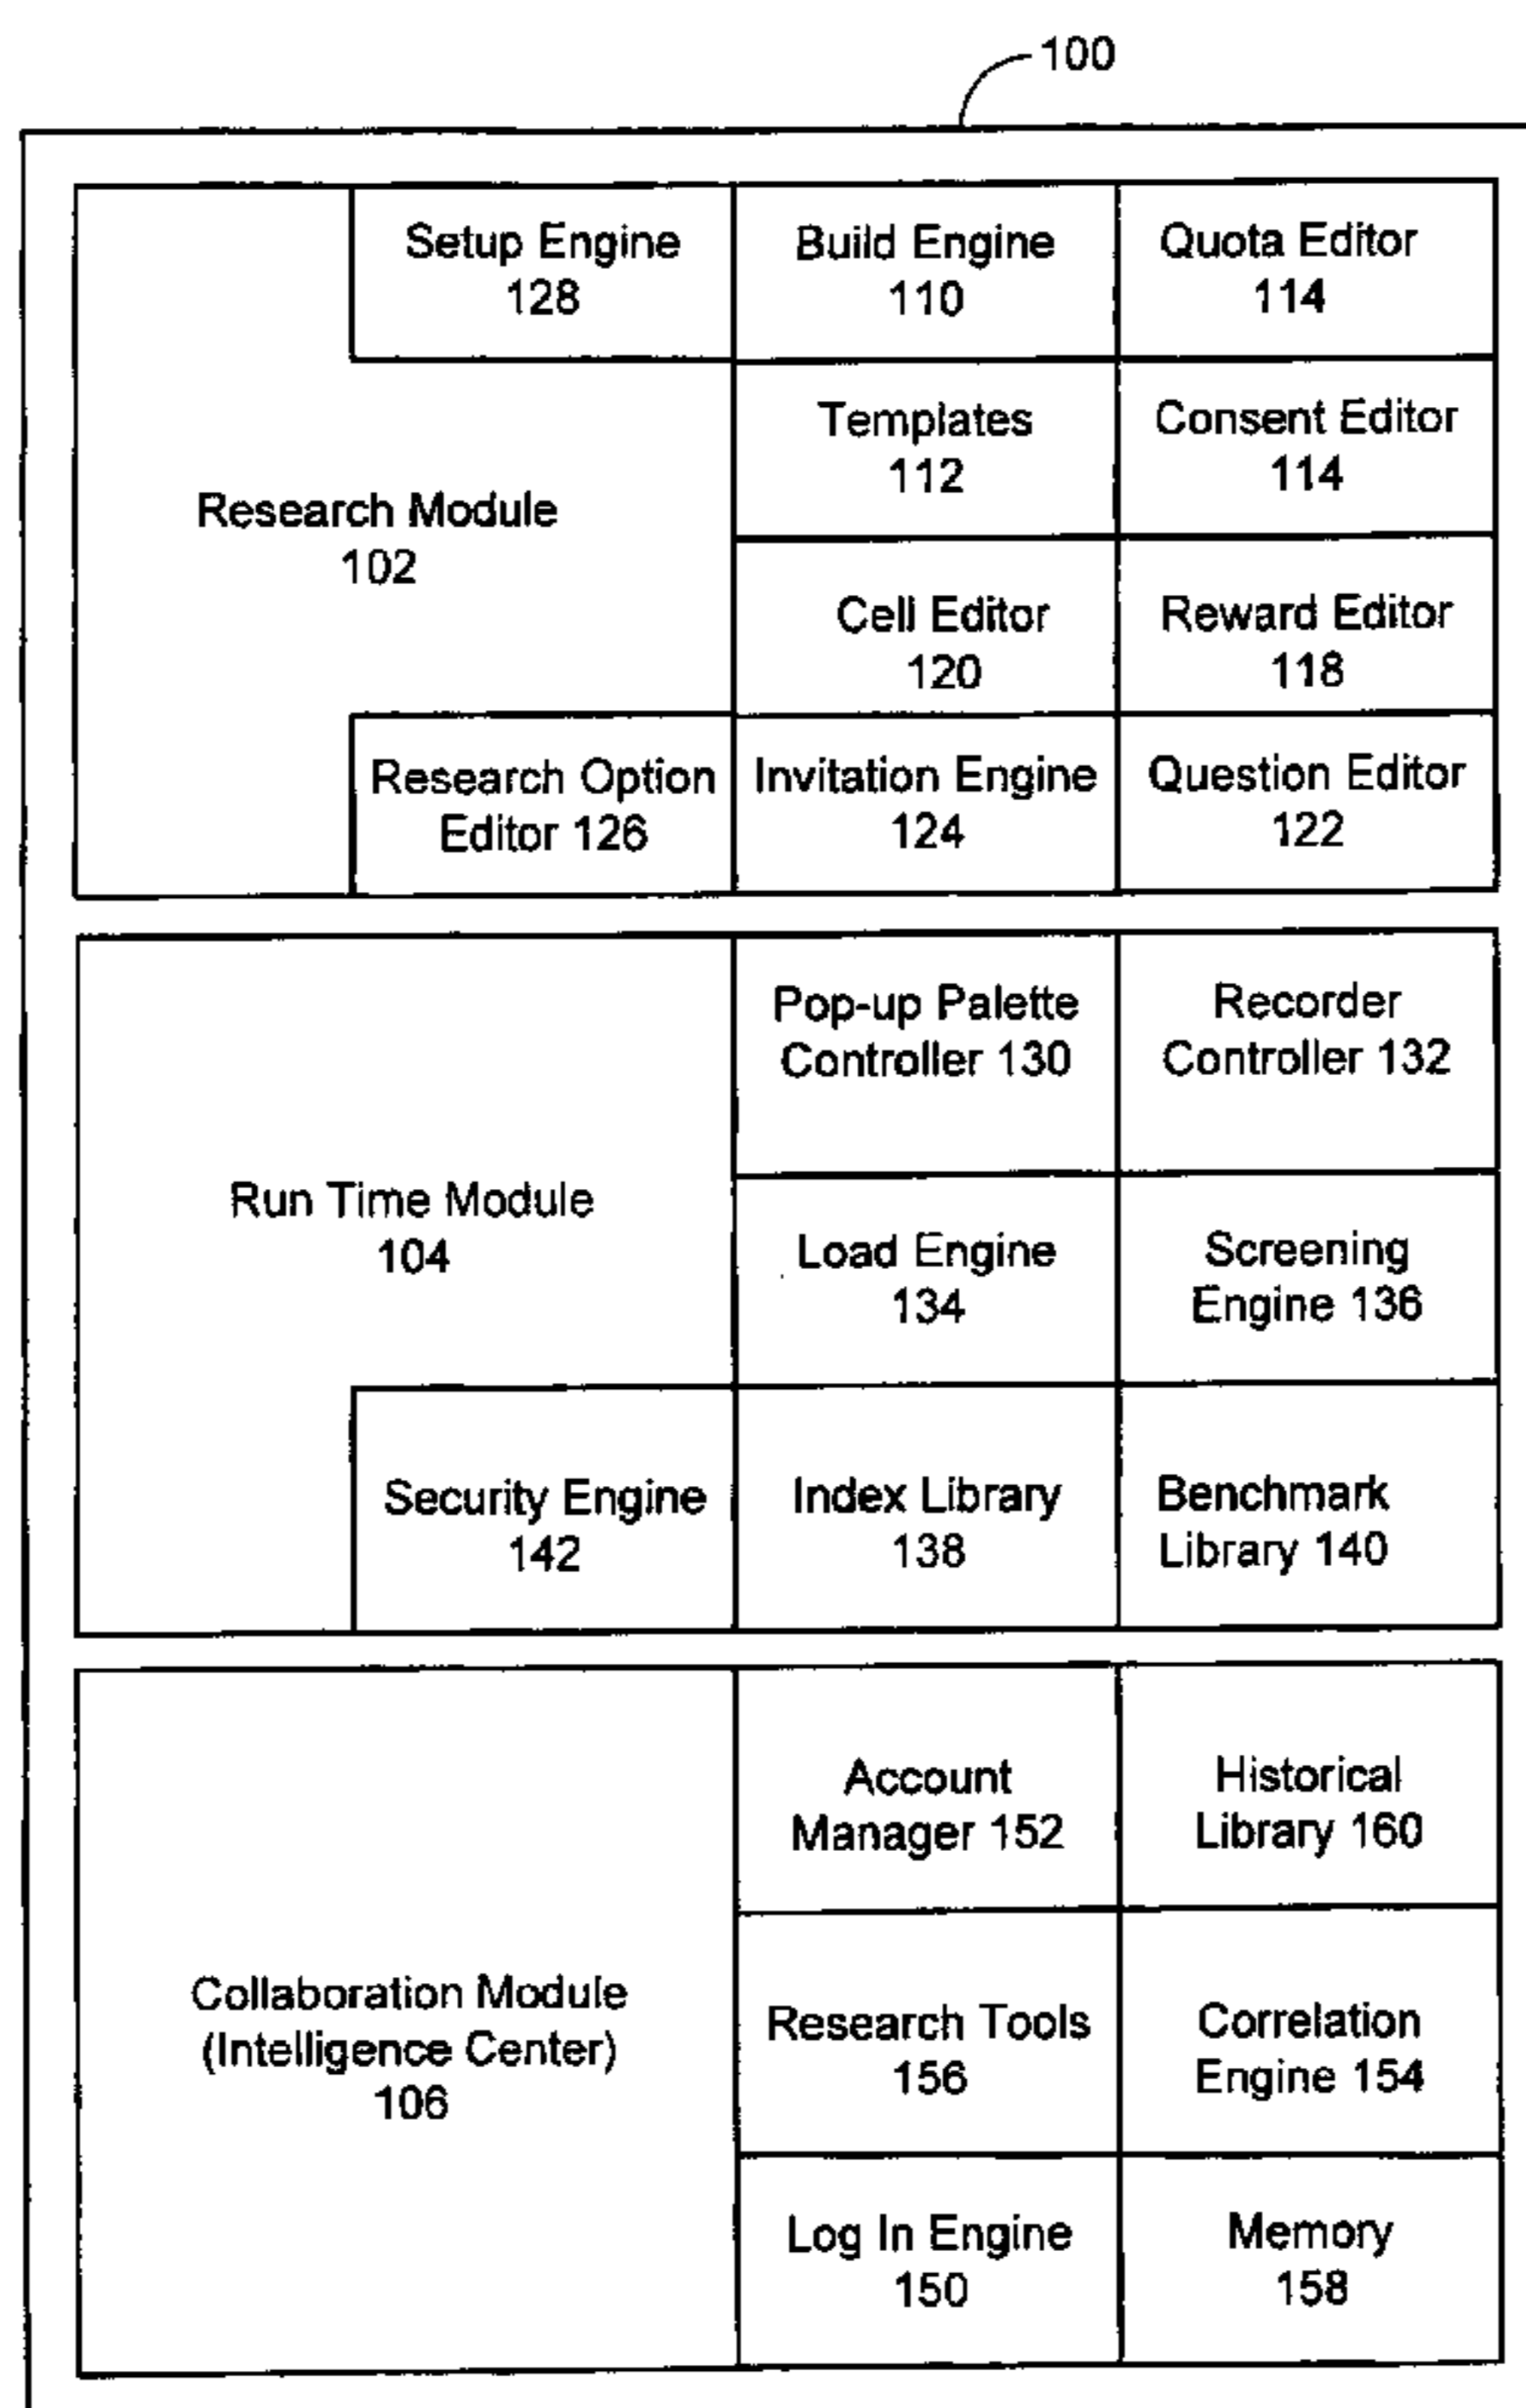 100
Setup Engine
128
Build Engine
110
Quota Editor
114
Templates
112
Consent Editor
114
Research Module
102
Cell Editor
120
Reward Editor
118
Research Option
Editor 126
Invitation Engine
124
Question Editor
122
Pop-up Palette
Controller 130
Recorder
Controller 132
Run Time Module
104
Load Engine
134
Screening
Engine 136
Security Engine
142
Index Library
138
Benchmark
Library 140
Account
Manager 152
Historical
Library 160
Collaboration Module
(Intelligence Center)
106
Research Tools
156
Correlation
Engine 154
Log In Engine
150
Memory
158